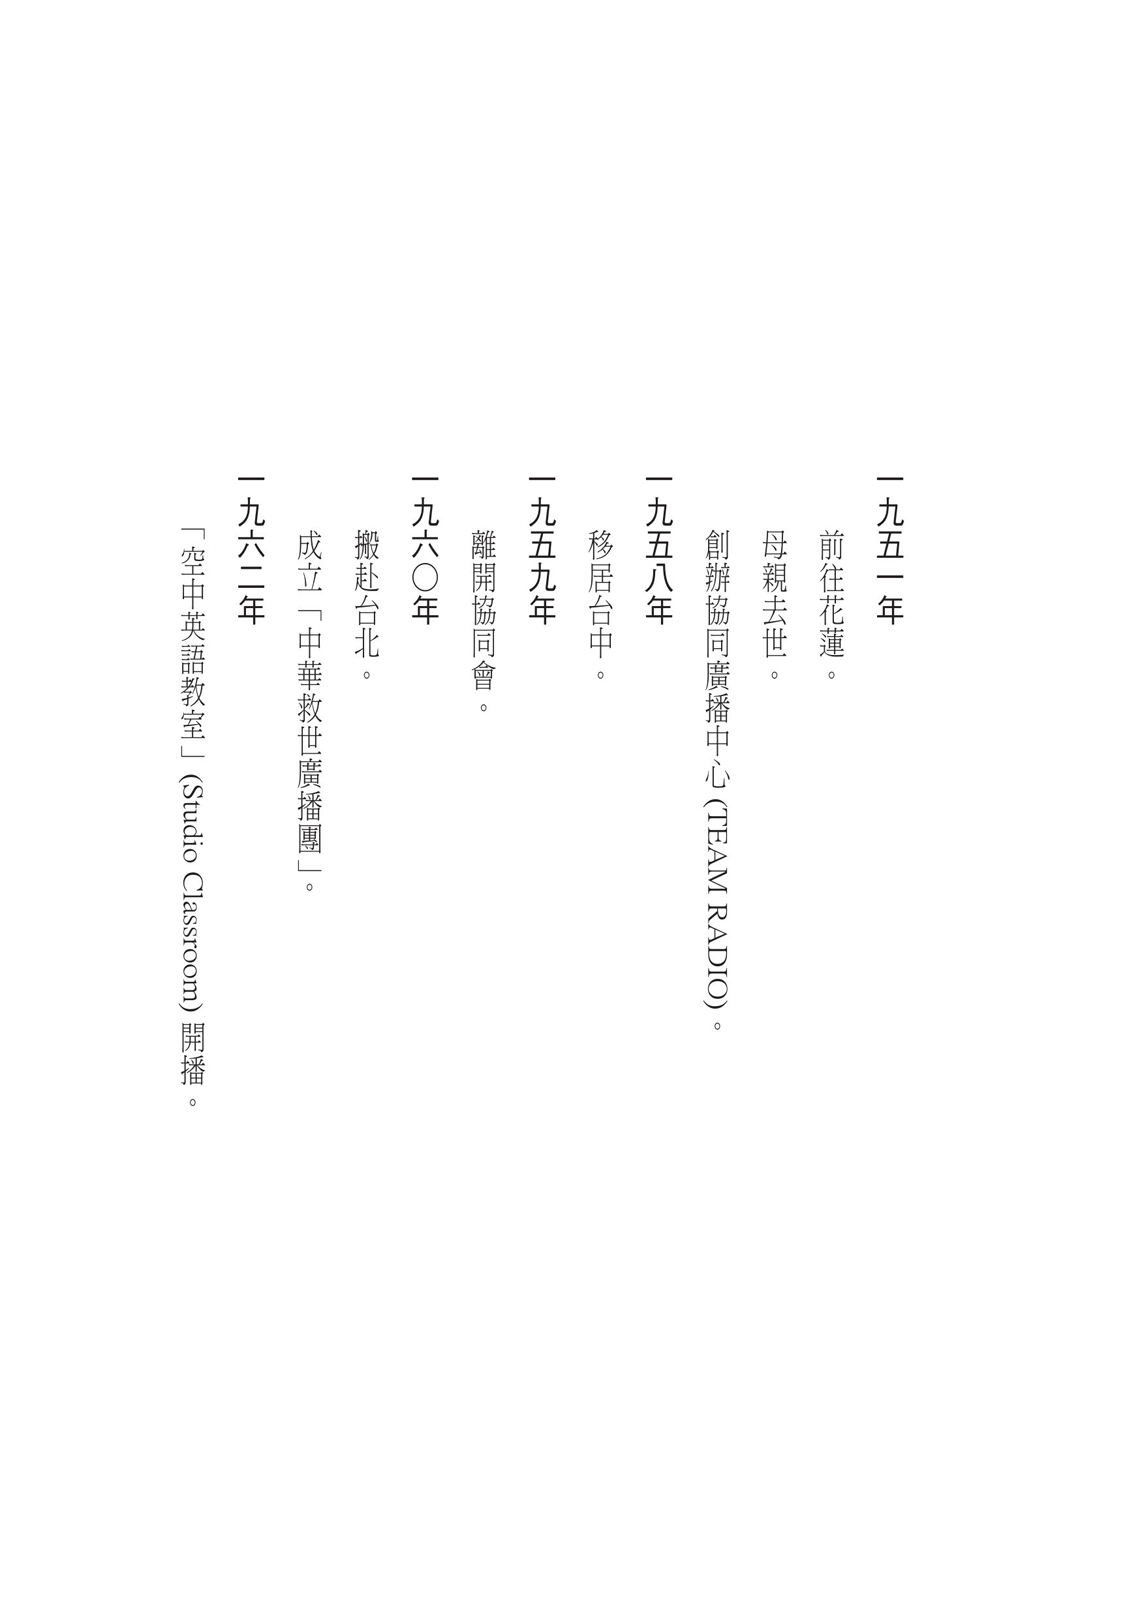 一九五一年
前往花蓮。
母親去世。
創辦協同廣播中心 (TEAM RADIO)。
一九五八年
移居台中。
一九五九年
離開協同會。
一九六〇年
搬赴台北。
成立「中華救世廣播團」。
一九六二年
「空中英語教室」(Studio Classroom) 開播。